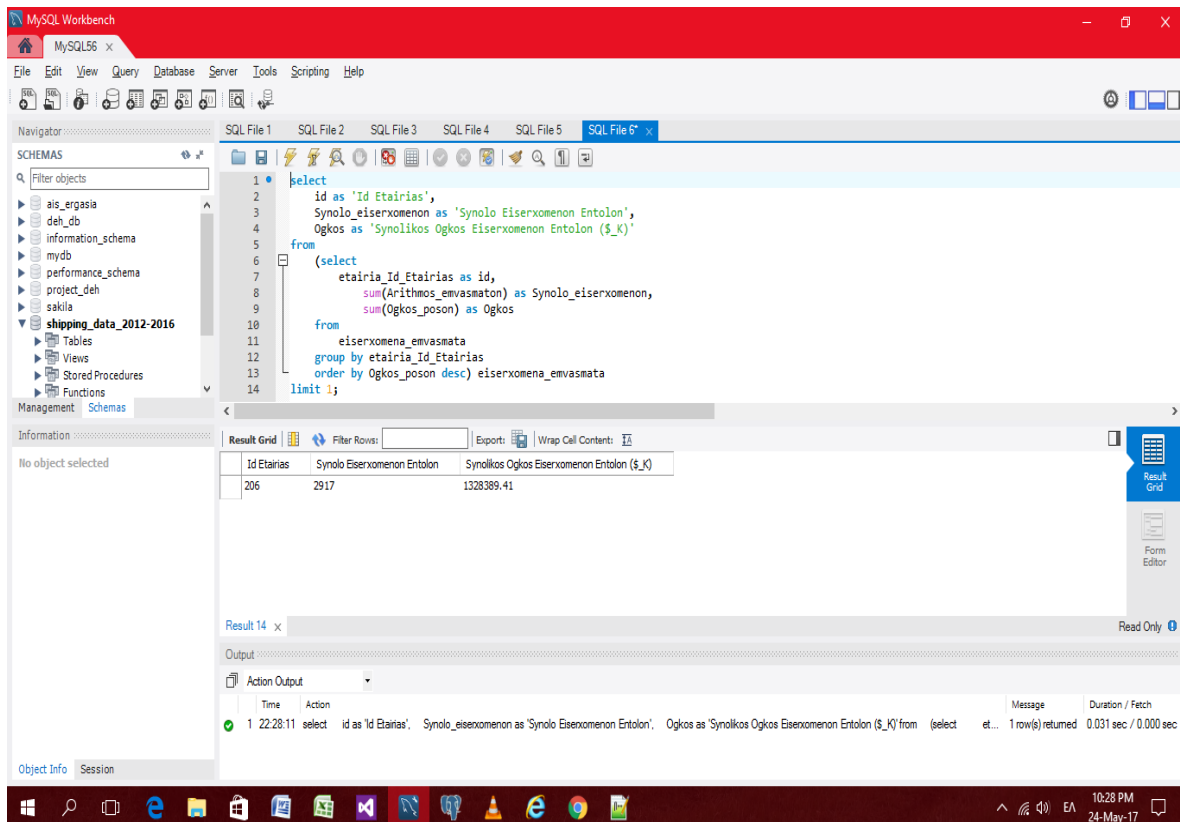 MySQL Workbench
MySQL56 ×
File Edit View Query Database Server Tools Scripting Help
Navigator
SCHEMAS
Filter objects
ais_ergasia
deh_db
information_schema
mydb
performance_schema
project_deh
sakila
shipping_data_2012-2016
Tables
Views
Stored Procedures
Functions
Management Schemas
Information
No object selected
Object Info Session
SQL File 1 SQL File 2 SQL File 3 SQL File 4 SQL File 5 SQL File 6* ×
1 select
2 id as 'Id Etairias',
3 Synolo_eiserxomenon as 'Synolo Eiserxomenon Entolon',
4 Ogkos as 'Synolikos Ogkos Eiserxomenon Entolon ($_K)'
5 from
6 (select
7 etairia_Id_Etairias as id,
8 sum(Arithmos_emvasmaton) as Synolo_eiserxomenon,
9 sum(Ogkos_poson) as Ogkos
10 from
11 eiserxomena_emvasmata
12 group by etairia_Id_Etairias
13 order by Ogkos_poson desc) eiserxomena_emvasmata
14 limit 1;
Result Grid Filter Rows: Export: Wrap Cell Content:
Id Etairias Synolo Eiserxomenon Entolon Synolikos Ogkos Eiserxomenon Entolon ($_K)
206 2917 1328389.41
Result Grid
Form Editor
Result 14 × Read Only
Output
Action Output
Time Action Message Duration / Fetch
1 22:28:11 select id as 'Id Etairias', Synolo_eiserxomenon as 'Synolo Eiserxomenon Entolon', Ogkos as 'Synolikos Ogkos Eiserxomenon Entolon ($_K)' from (select et... 1 row(s) returned 0.031 sec / 0.000 sec
ΕΛ
10:28 PM
24-May-17